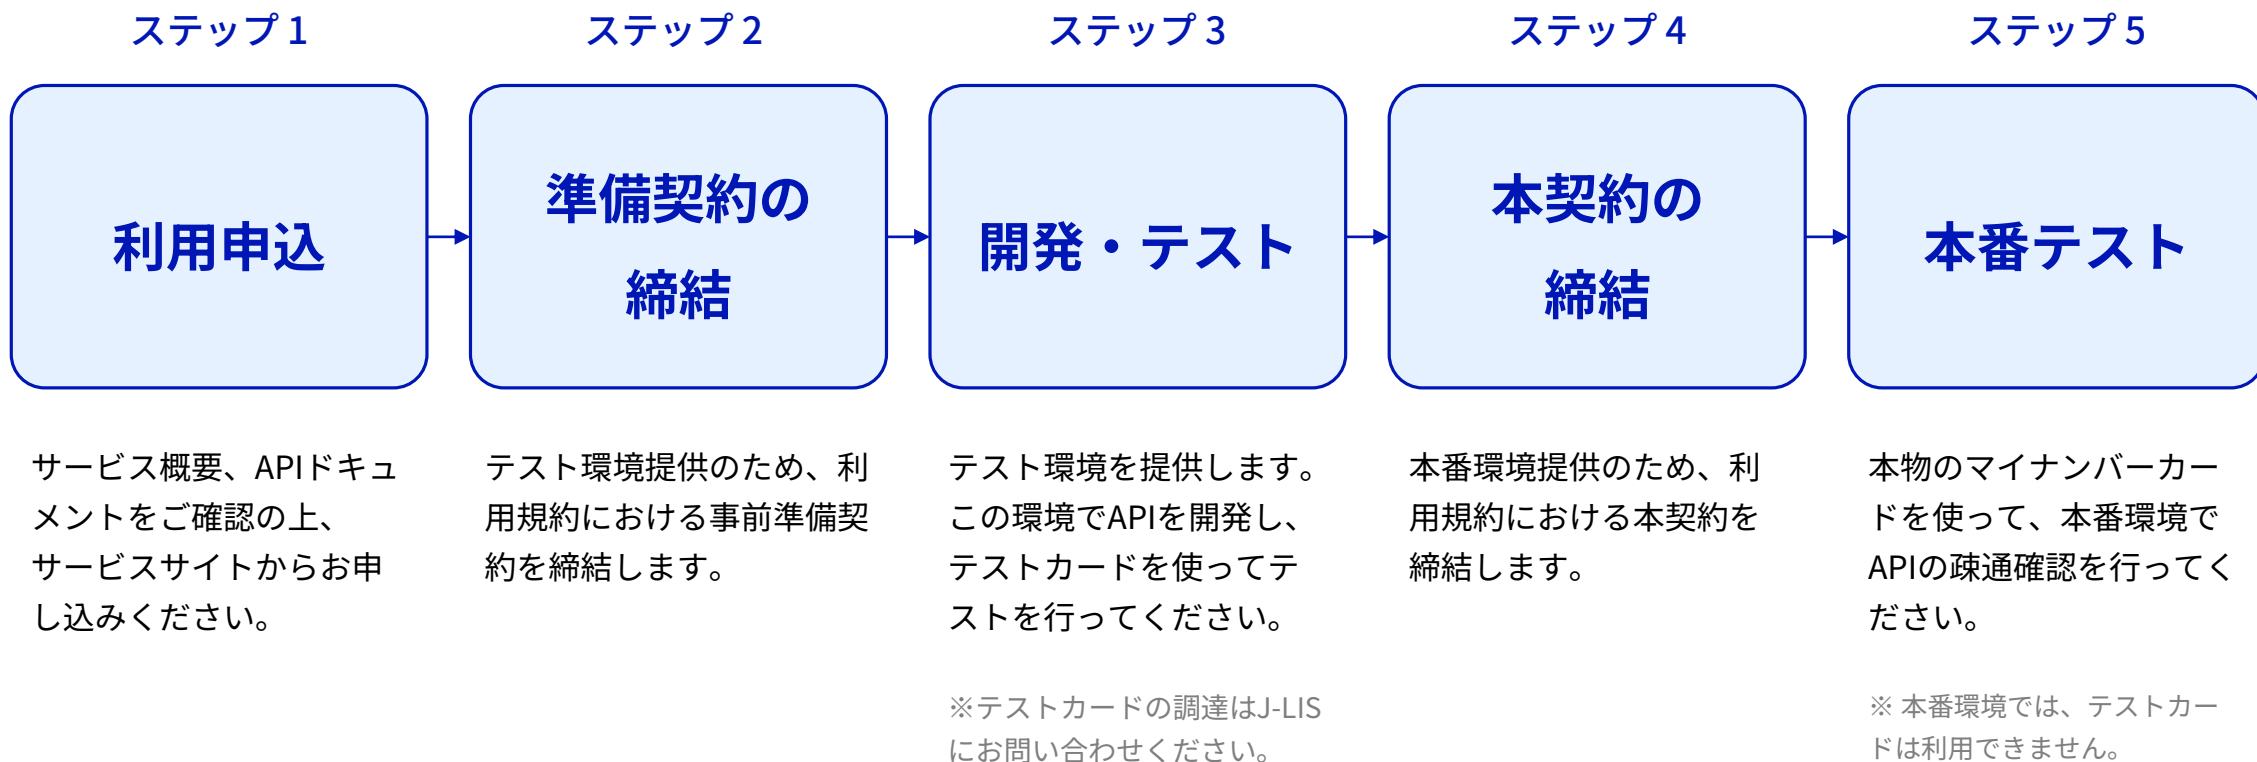 ステップ 1
利用申込
サービス概要、APIドキュ
メントをご確認の上、
サービスサイトからお申
し込みください。
ステップ 2
準備契約の
締結
テスト環境提供のため、利
用規約における事前準備契
約を締結します。
ステップ 3
開発・テスト
テスト環境を提供します。
この環境でAPIを開発し、
テストカードを使ってテ
ストを行ってください。
※テストカードの調達はJ-LIS
にお問い合わせください。
ステップ 4
本契約の
締結
本番環境提供のため、利
用規約における本契約を
締結します。
ステップ 5
本番テスト
本物のマイナンバーカー
ドを使って、本番環境で
APIの疎通確認を行ってく
ださい。
※ 本番環境では、テストカー
ドは利用できません。